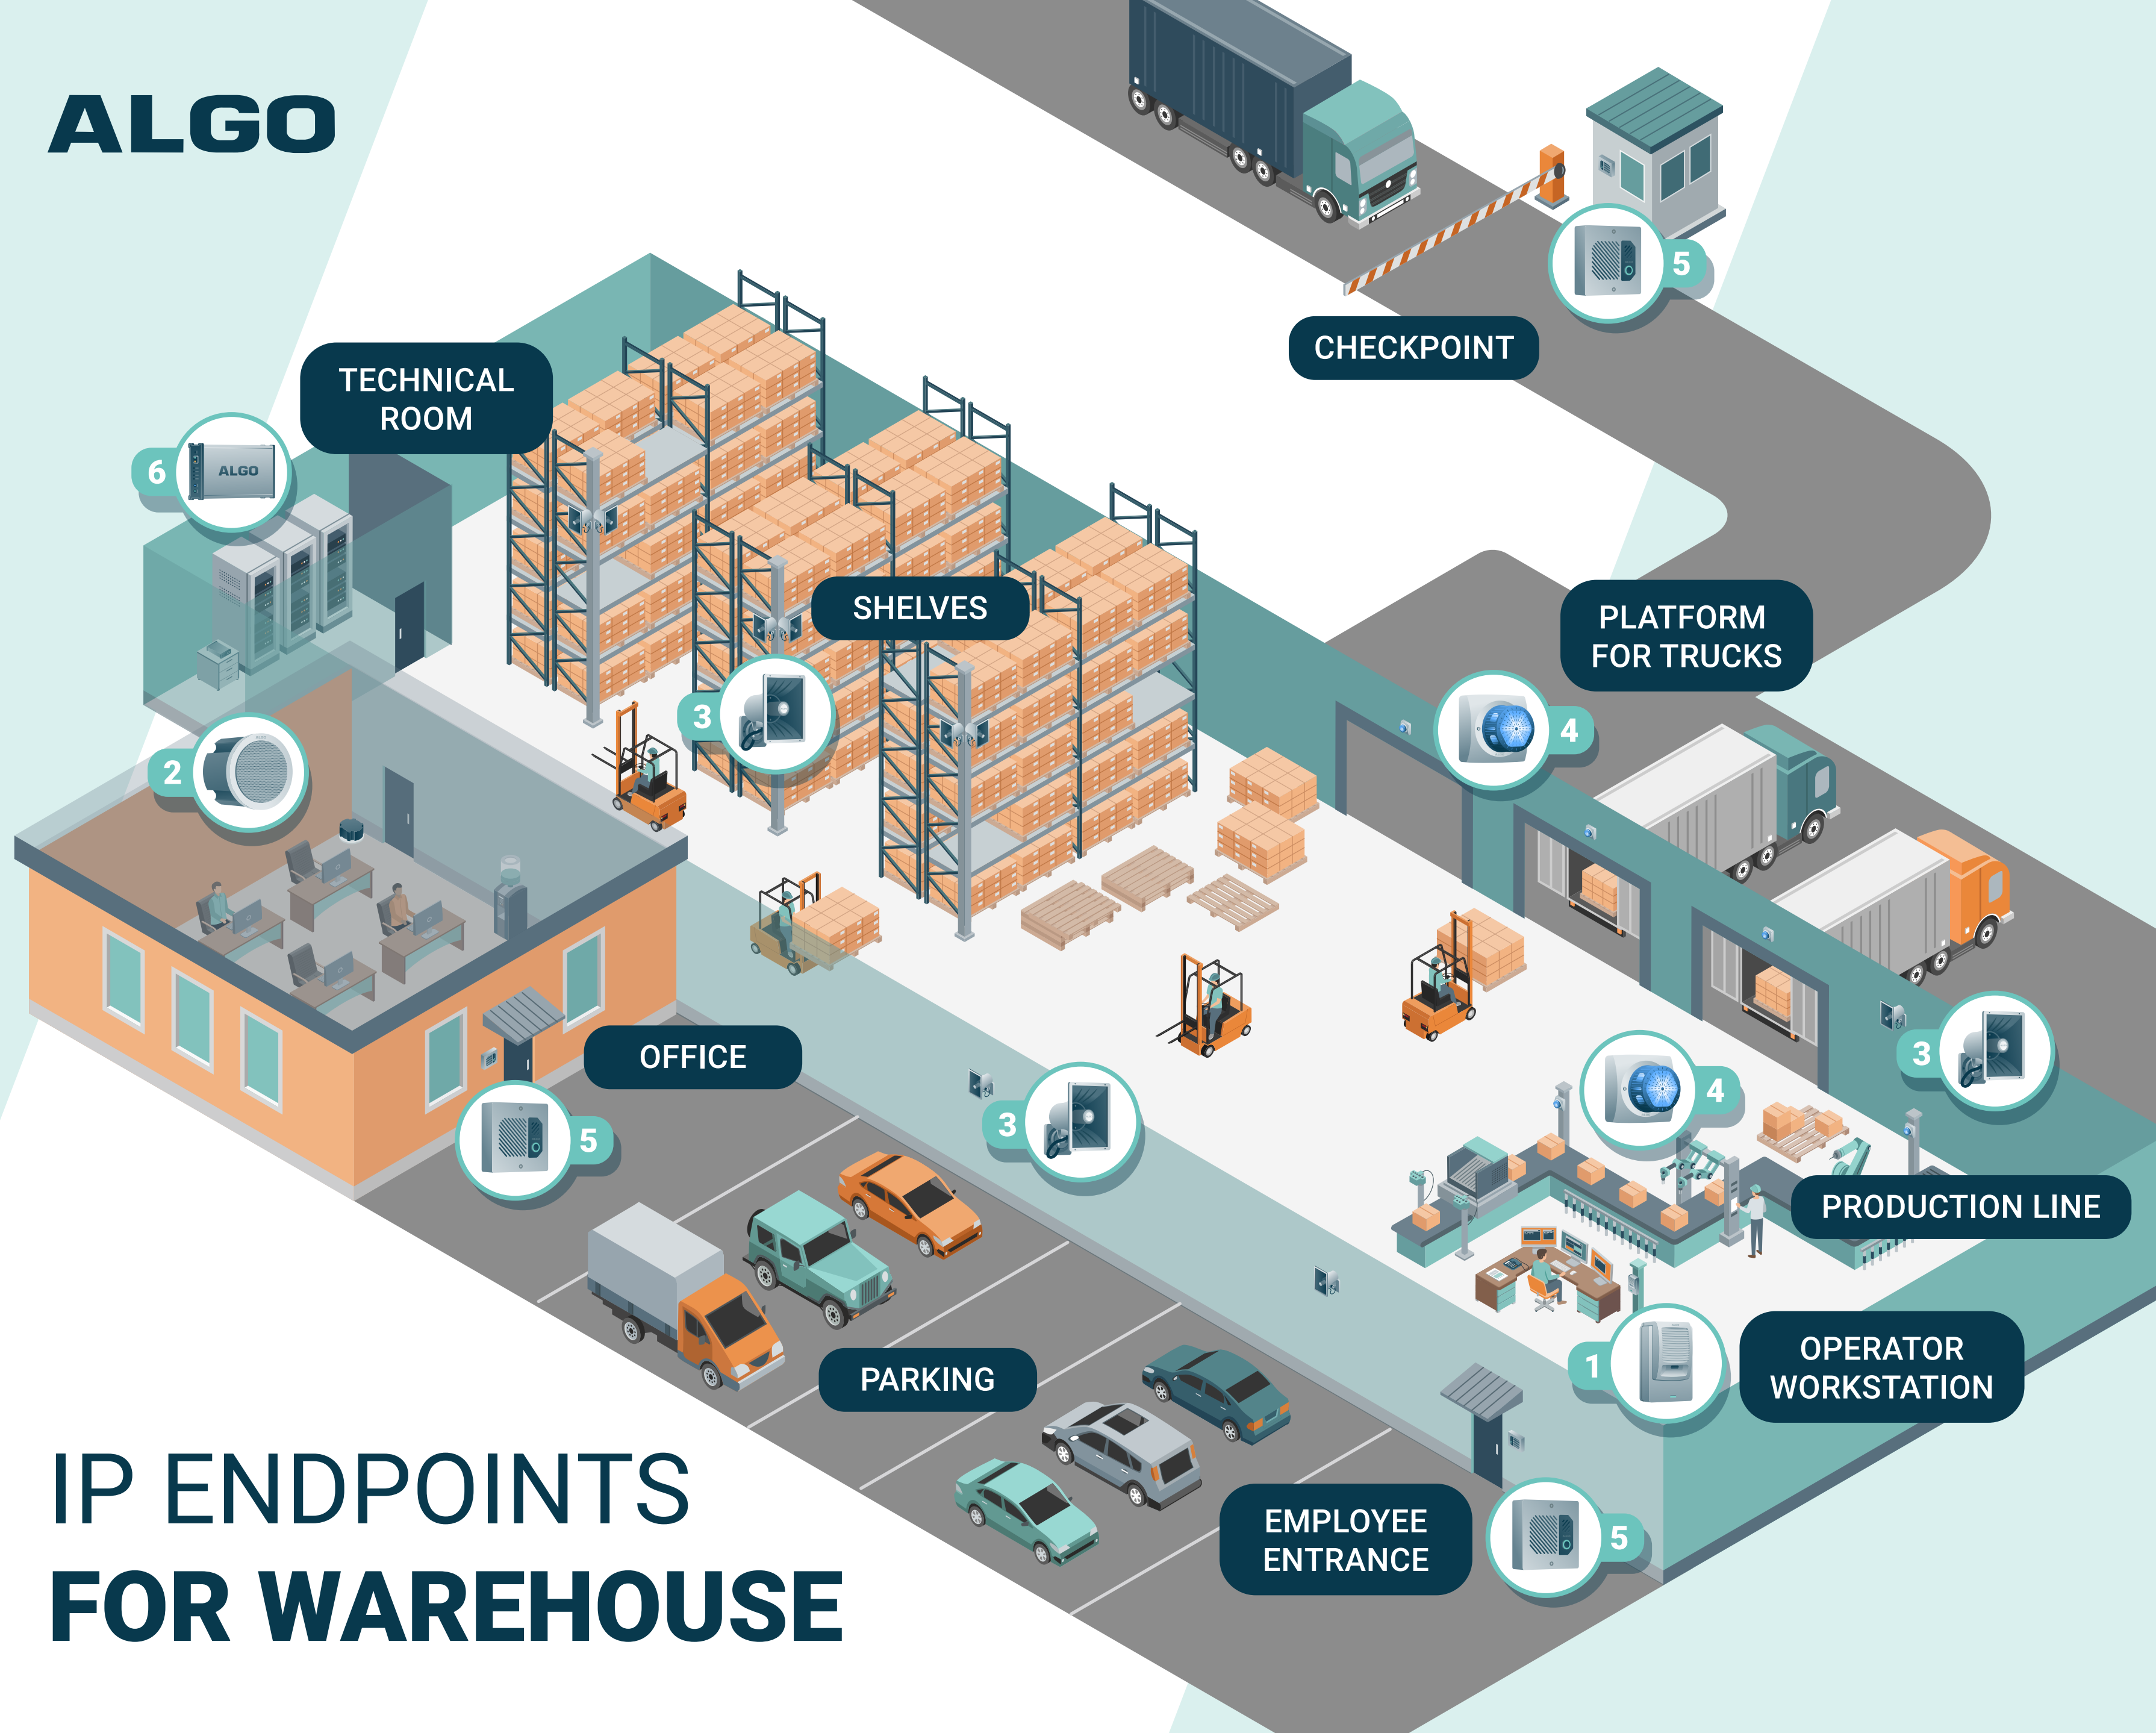 ALGO
5
CHECKPOINT
TECHNICAL
ROOM
6
ALGO
SHELVES
PLATFORM
FOR TRUCKS
3
4
2
OFFICE
3
4
3
5
PRODUCTION LINE
1
OPERATOR
WORKSTATION
PARKING
EMPLOYEE
ENTRANCE
5
IP ENDPOINTS
FOR WAREHOUSE